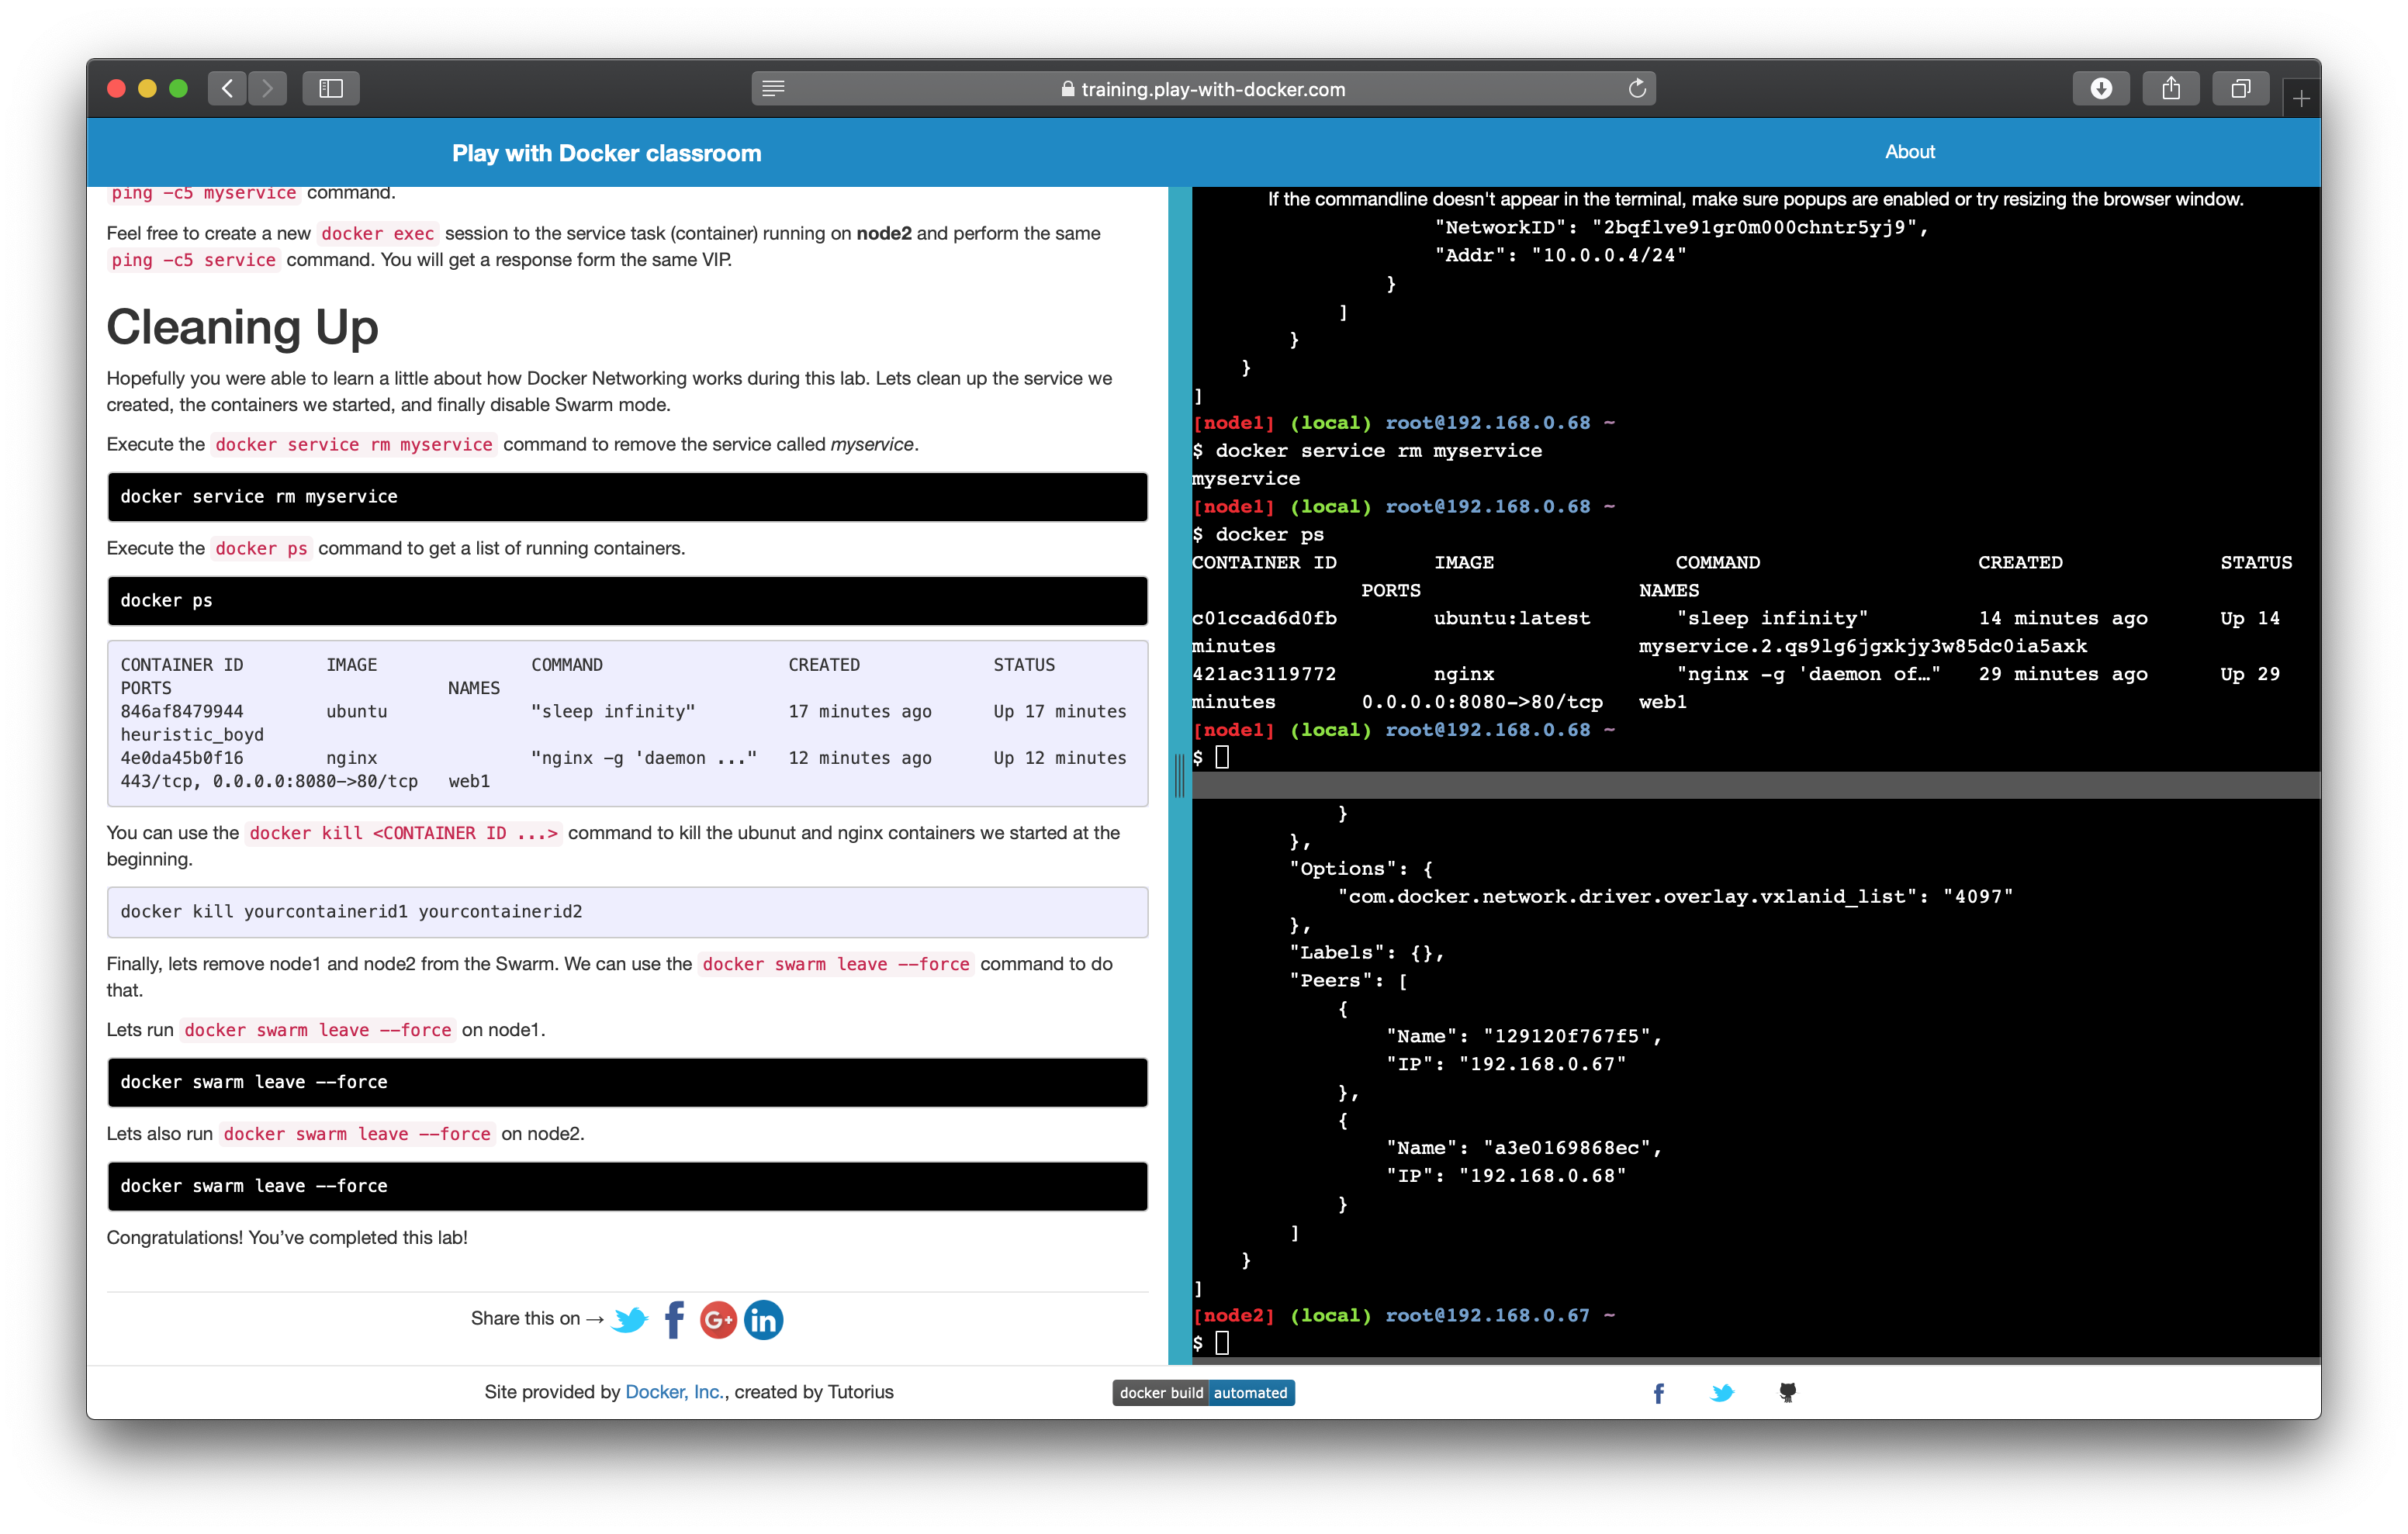 training.play-with-docker.com
Play with Docker classroom
About
ping -c5 myservice command.
Feel free to create a new docker exec session to the service task (container) running on node2 and perform the same
ping -c5 service command. You will get a response form the same VIP.
Cleaning Up
Hopefully you were able to learn a little about how Docker Networking works during this lab. Lets clean up the service we
created, the containers we started, and finally disable Swarm mode.
Execute the docker service rm myservice command to remove the service called myservice.
docker service rm myservice
Execute the docker ps command to get a list of running containers.
docker ps
CONTAINER ID IMAGE COMMAND CREATED STATUS
PORTS NAMES
846af8479944 ubuntu "sleep infinity" 17 minutes ago Up 17 minutes
heuristic_boyd
4e0da45b0f16 nginx "nginx -g 'daemon ..." 12 minutes ago Up 12 minutes
443/tcp, 0.0.0.0:8080->80/tcp web1
You can use the docker kill <CONTAINER ID ...> command to kill the ubunut and nginx containers we started at the
beginning.
docker kill yourcontainerid1 yourcontainerid2
Finally, lets remove node1 and node2 from the Swarm. We can use the docker swarm leave --force command to do
that.
Lets run docker swarm leave --force on node1.
docker swarm leave --force
Lets also run docker swarm leave --force on node2.
docker swarm leave --force
Congratulations! You've completed this lab!
Share this on → f G+ in
If the commandline doesn't appear in the terminal, make sure popups are enabled or try resizing the browser window.
"NetworkID": "2bqflve91gr0m000chntr5yj9",
"Addr": "10.0.0.4/24"
}
]
}
}
]
[node1] (local) root@192.168.0.68 ~
$ docker service rm myservice
myservice
[node1] (local) root@192.168.0.68 ~
$ docker ps
CONTAINER ID IMAGE COMMAND CREATED STATUS
PORTS NAMES
c01ccad6d0fb ubuntu:latest "sleep infinity" 14 minutes ago Up 14
minutes myservice.2.qs9lg6jgxkjy3w85dc0ia5axk
421ac3119772 nginx "nginx -g 'daemon of…" 29 minutes ago Up 29
minutes 0.0.0.0:8080->80/tcp web1
[node1] (local) root@192.168.0.68 ~
$
}
},
"Options": {
"com.docker.network.driver.overlay.vxlanid_list": "4097"
},
"Labels": {},
"Peers": [
{
"Name": "129120f767f5",
"IP": "192.168.0.67"
},
{
"Name": "a3e0169868ec",
"IP": "192.168.0.68"
}
]
}
]
[node2] (local) root@192.168.0.67 ~
$
Site provided by Docker, Inc., created by Tutorius
docker build automated
f